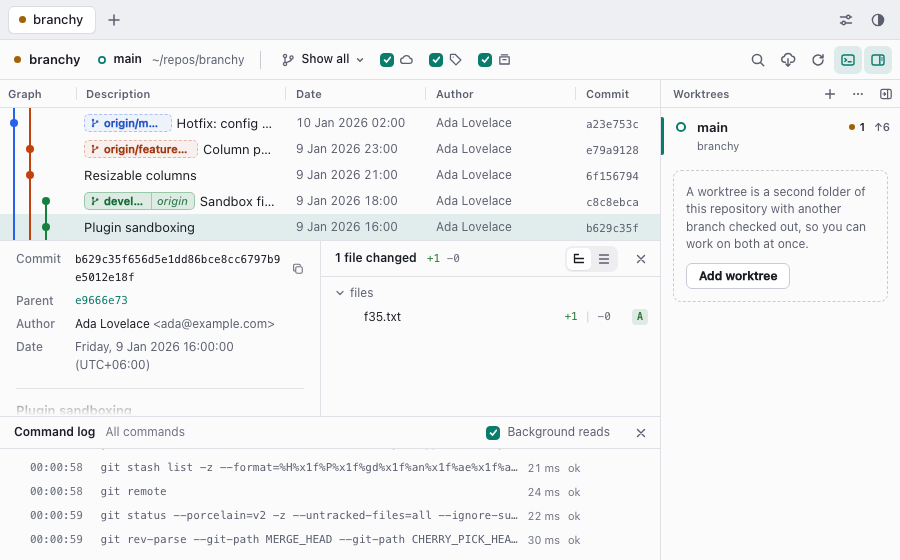 branchy
branchy main ~/repos/branchy Show all
Graph Description Date Author Commit Worktrees
origin/m... Hotfix: config ... 10 Jan 2026 02:00 Ada Lovelace a23e753c
origin/feature... Column p... 9 Jan 2026 23:00 Ada Lovelace e79a9128
Resizable columns 9 Jan 2026 21:00 Ada Lovelace 6f156794
devel... origin Sandbox fi... 9 Jan 2026 18:00 Ada Lovelace c8c8ebca
Plugin sandboxing 9 Jan 2026 16:00 Ada Lovelace b629c35f
main 1 ↑6
branchy
A worktree is a second folder of
this repository with another
branch checked out, so you can
work on both at once.
Add worktree
Commit b629c35f656d5e1dd86bce8cc6797b9
e5012e18f
Parent e9666e73
Author Ada Lovelace <ada@example.com>
Date Friday, 9 Jan 2026 16:00:00
(UTC+06:00)
Plugin sandboxing
1 file changed +1 −0
files
f35.txt +1 | −0 A
Command log All commands Background reads
00:00:58 git stash list -z --format=%H%x1f%P%x1f%gd%x1f%an%x1f%ae%x1f%a… 21 ms ok
00:00:58 git remote 24 ms ok
00:00:59 git status --porcelain=v2 -z --untracked-files=all --ignore-su… 22 ms ok
00:00:59 git rev-parse --git-path MERGE_HEAD --git-path CHERRY_PICK_HEA… 30 ms ok